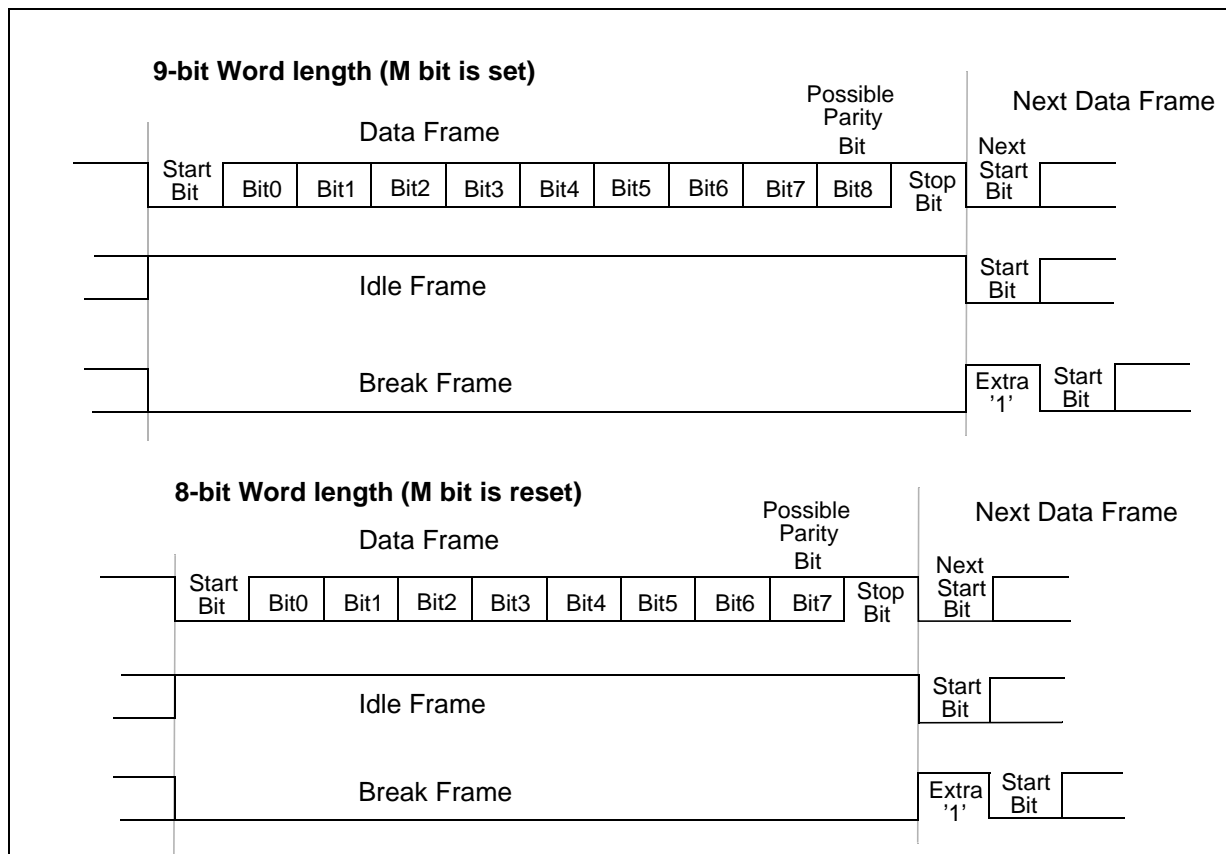 9-bit Word length (M bit is set)
Possible
Parity
Bit
Next Data Frame
Data Frame
Next
Start
Bit
Start
Bit
Bit0
Bit1
Bit2
Bit3
Bit4
Bit5
Bit6
Bit7
Bit8
Stop
Bit
Idle Frame
Start
Bit
Break Frame
Extra
'1'
Start
Bit
8-bit Word length (M bit is reset)
Possible
Parity
Bit
Next Data Frame
Data Frame
Next
Start
Bit
Start
Bit
Bit0
Bit1
Bit2
Bit3
Bit4
Bit5
Bit6
Bit7
Stop
Bit
Idle Frame
Start
Bit
Break Frame
Extra
'1'
Start
Bit